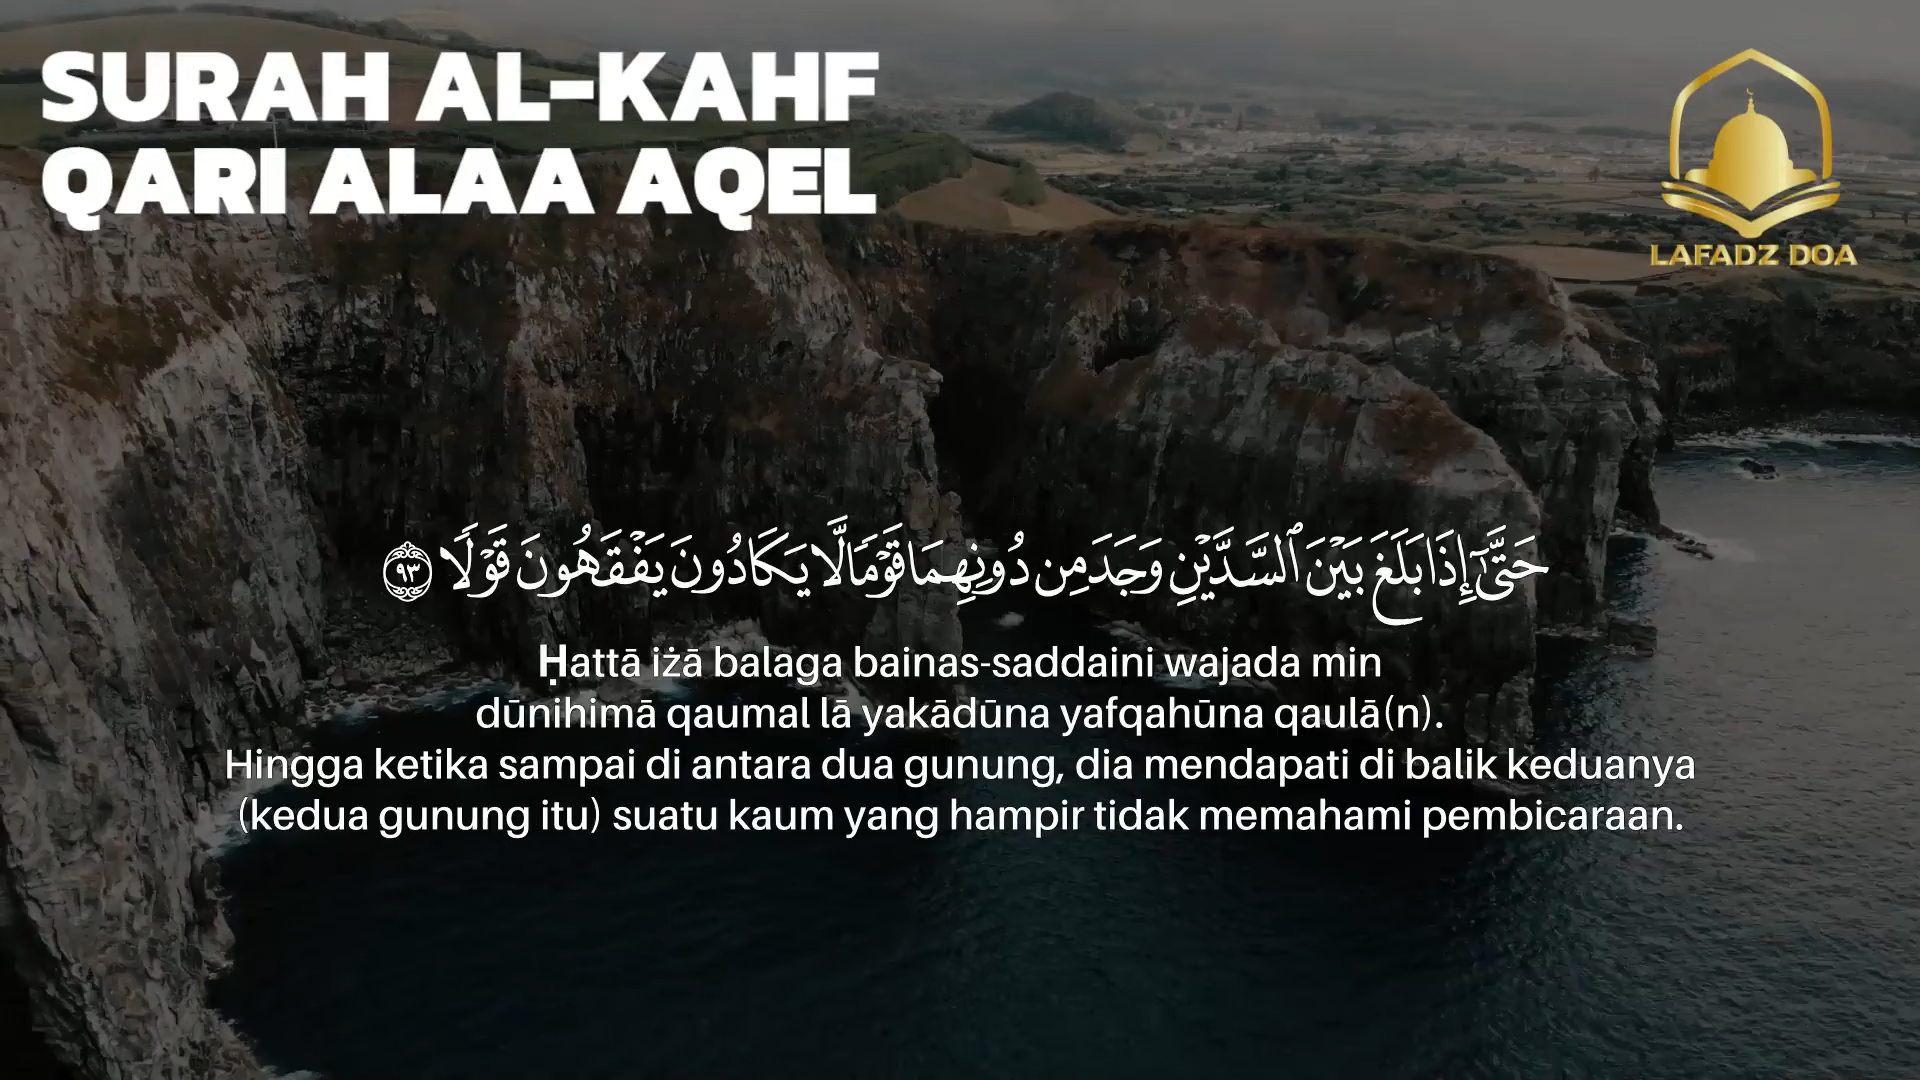 SURAH AL-KAHF
QARI ALAA AQEL
LAFADZ DOA
حَتَّىٰٓ إِذَا بَلَغَ بَيْنَ ٱلسَّدَّيْنِ وَجَدَ مِن دُونِهِمَا قَوْمًا لَّا يَكَادُونَ يَفْقَهُونَ قَوْلًا ٩٣
Ḥattā iżā balaga bainas-saddaini wajada min
dūnihimā qaumal lā yakādūna yafqahūna qaulā(n).
Hingga ketika sampai di antara dua gunung, dia mendapati di balik keduanya
(kedua gunung itu) suatu kaum yang hampir tidak memahami pembicaraan.